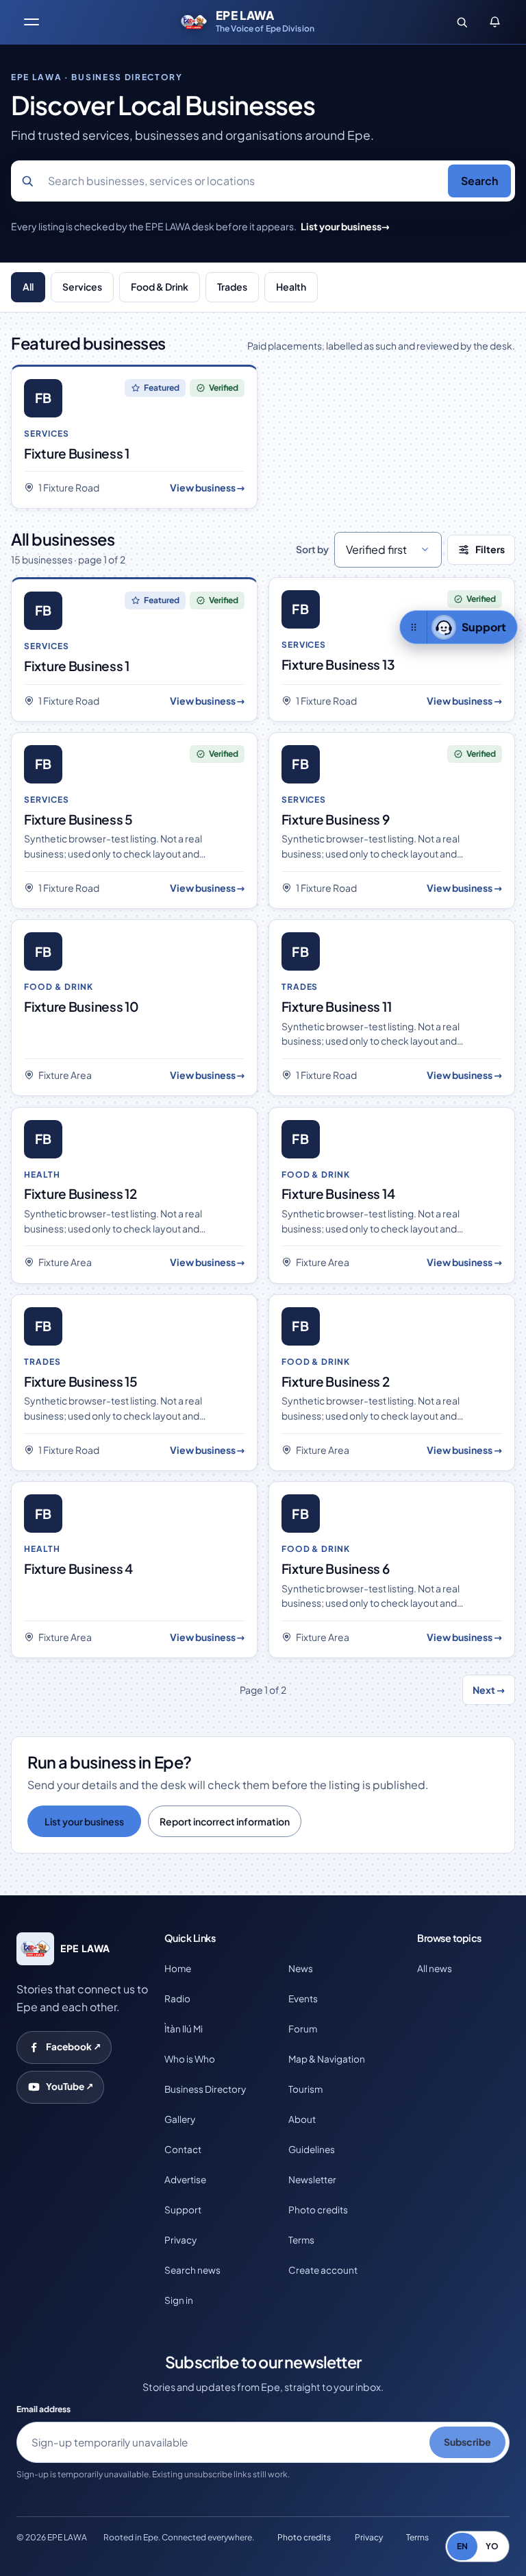 EPE LAWA
The Voice of Epe Division
EPE LAWA · BUSINESS DIRECTORY
Discover Local Businesses
Find trusted services, businesses and organisations around Epe.
Search businesses, services or locations
Search
Every listing is checked by the EPE LAWA desk before it appears. List your business→
All
Services
Food & Drink
Trades
Health
Featured businesses
Paid placements, labelled as such and reviewed by the desk.
FB
Featured
Verified
SERVICES
Fixture Business 1
1 Fixture Road
View business→
All businesses
15 businesses · page 1 of 2
Sort by
Verified first
Filters
FB
Featured
Verified
SERVICES
Fixture Business 1
1 Fixture Road
View business→
FB
Verified
SERVICES
Fixture Business 13
1 Fixture Road
View business→
Support
FB
Verified
SERVICES
Fixture Business 5
Synthetic browser-test listing. Not a real
business; used only to check layout and…
1 Fixture Road
View business→
FB
Verified
SERVICES
Fixture Business 9
Synthetic browser-test listing. Not a real
business; used only to check layout and…
1 Fixture Road
View business→
FB
FOOD & DRINK
Fixture Business 10
Fixture Area
View business→
FB
TRADES
Fixture Business 11
Synthetic browser-test listing. Not a real
business; used only to check layout and…
1 Fixture Road
View business→
FB
HEALTH
Fixture Business 12
Synthetic browser-test listing. Not a real
business; used only to check layout and…
Fixture Area
View business→
FB
FOOD & DRINK
Fixture Business 14
Synthetic browser-test listing. Not a real
business; used only to check layout and…
Fixture Area
View business→
FB
TRADES
Fixture Business 15
Synthetic browser-test listing. Not a real
business; used only to check layout and…
1 Fixture Road
View business→
FB
FOOD & DRINK
Fixture Business 2
Synthetic browser-test listing. Not a real
business; used only to check layout and…
Fixture Area
View business→
FB
HEALTH
Fixture Business 4
Fixture Area
View business→
FB
FOOD & DRINK
Fixture Business 6
Synthetic browser-test listing. Not a real
business; used only to check layout and…
Fixture Area
View business→
Page 1 of 2
Next→
Run a business in Epe?
Send your details and the desk will check them before the listing is published.
List your business
Report incorrect information
EPE LAWA
Stories that connect us to
Epe and each other.
Facebook ↗
YouTube ↗
Quick Links
Home
News
Radio
Events
Ìtàn Ilú Mi
Forum
Who is Who
Map & Navigation
Business Directory
Tourism
Gallery
About
Contact
Guidelines
Advertise
Newsletter
Support
Photo credits
Privacy
Terms
Search news
Create account
Sign in
Browse topics
All news
Subscribe to our newsletter
Stories and updates from Epe, straight to your inbox.
Email address
Sign-up temporarily unavailable
Subscribe
Sign-up is temporarily unavailable. Existing unsubscribe links still work.
© 2026 EPE LAWA
Rooted in Epe. Connected everywhere.
Photo credits
Privacy
Terms
EN
YO